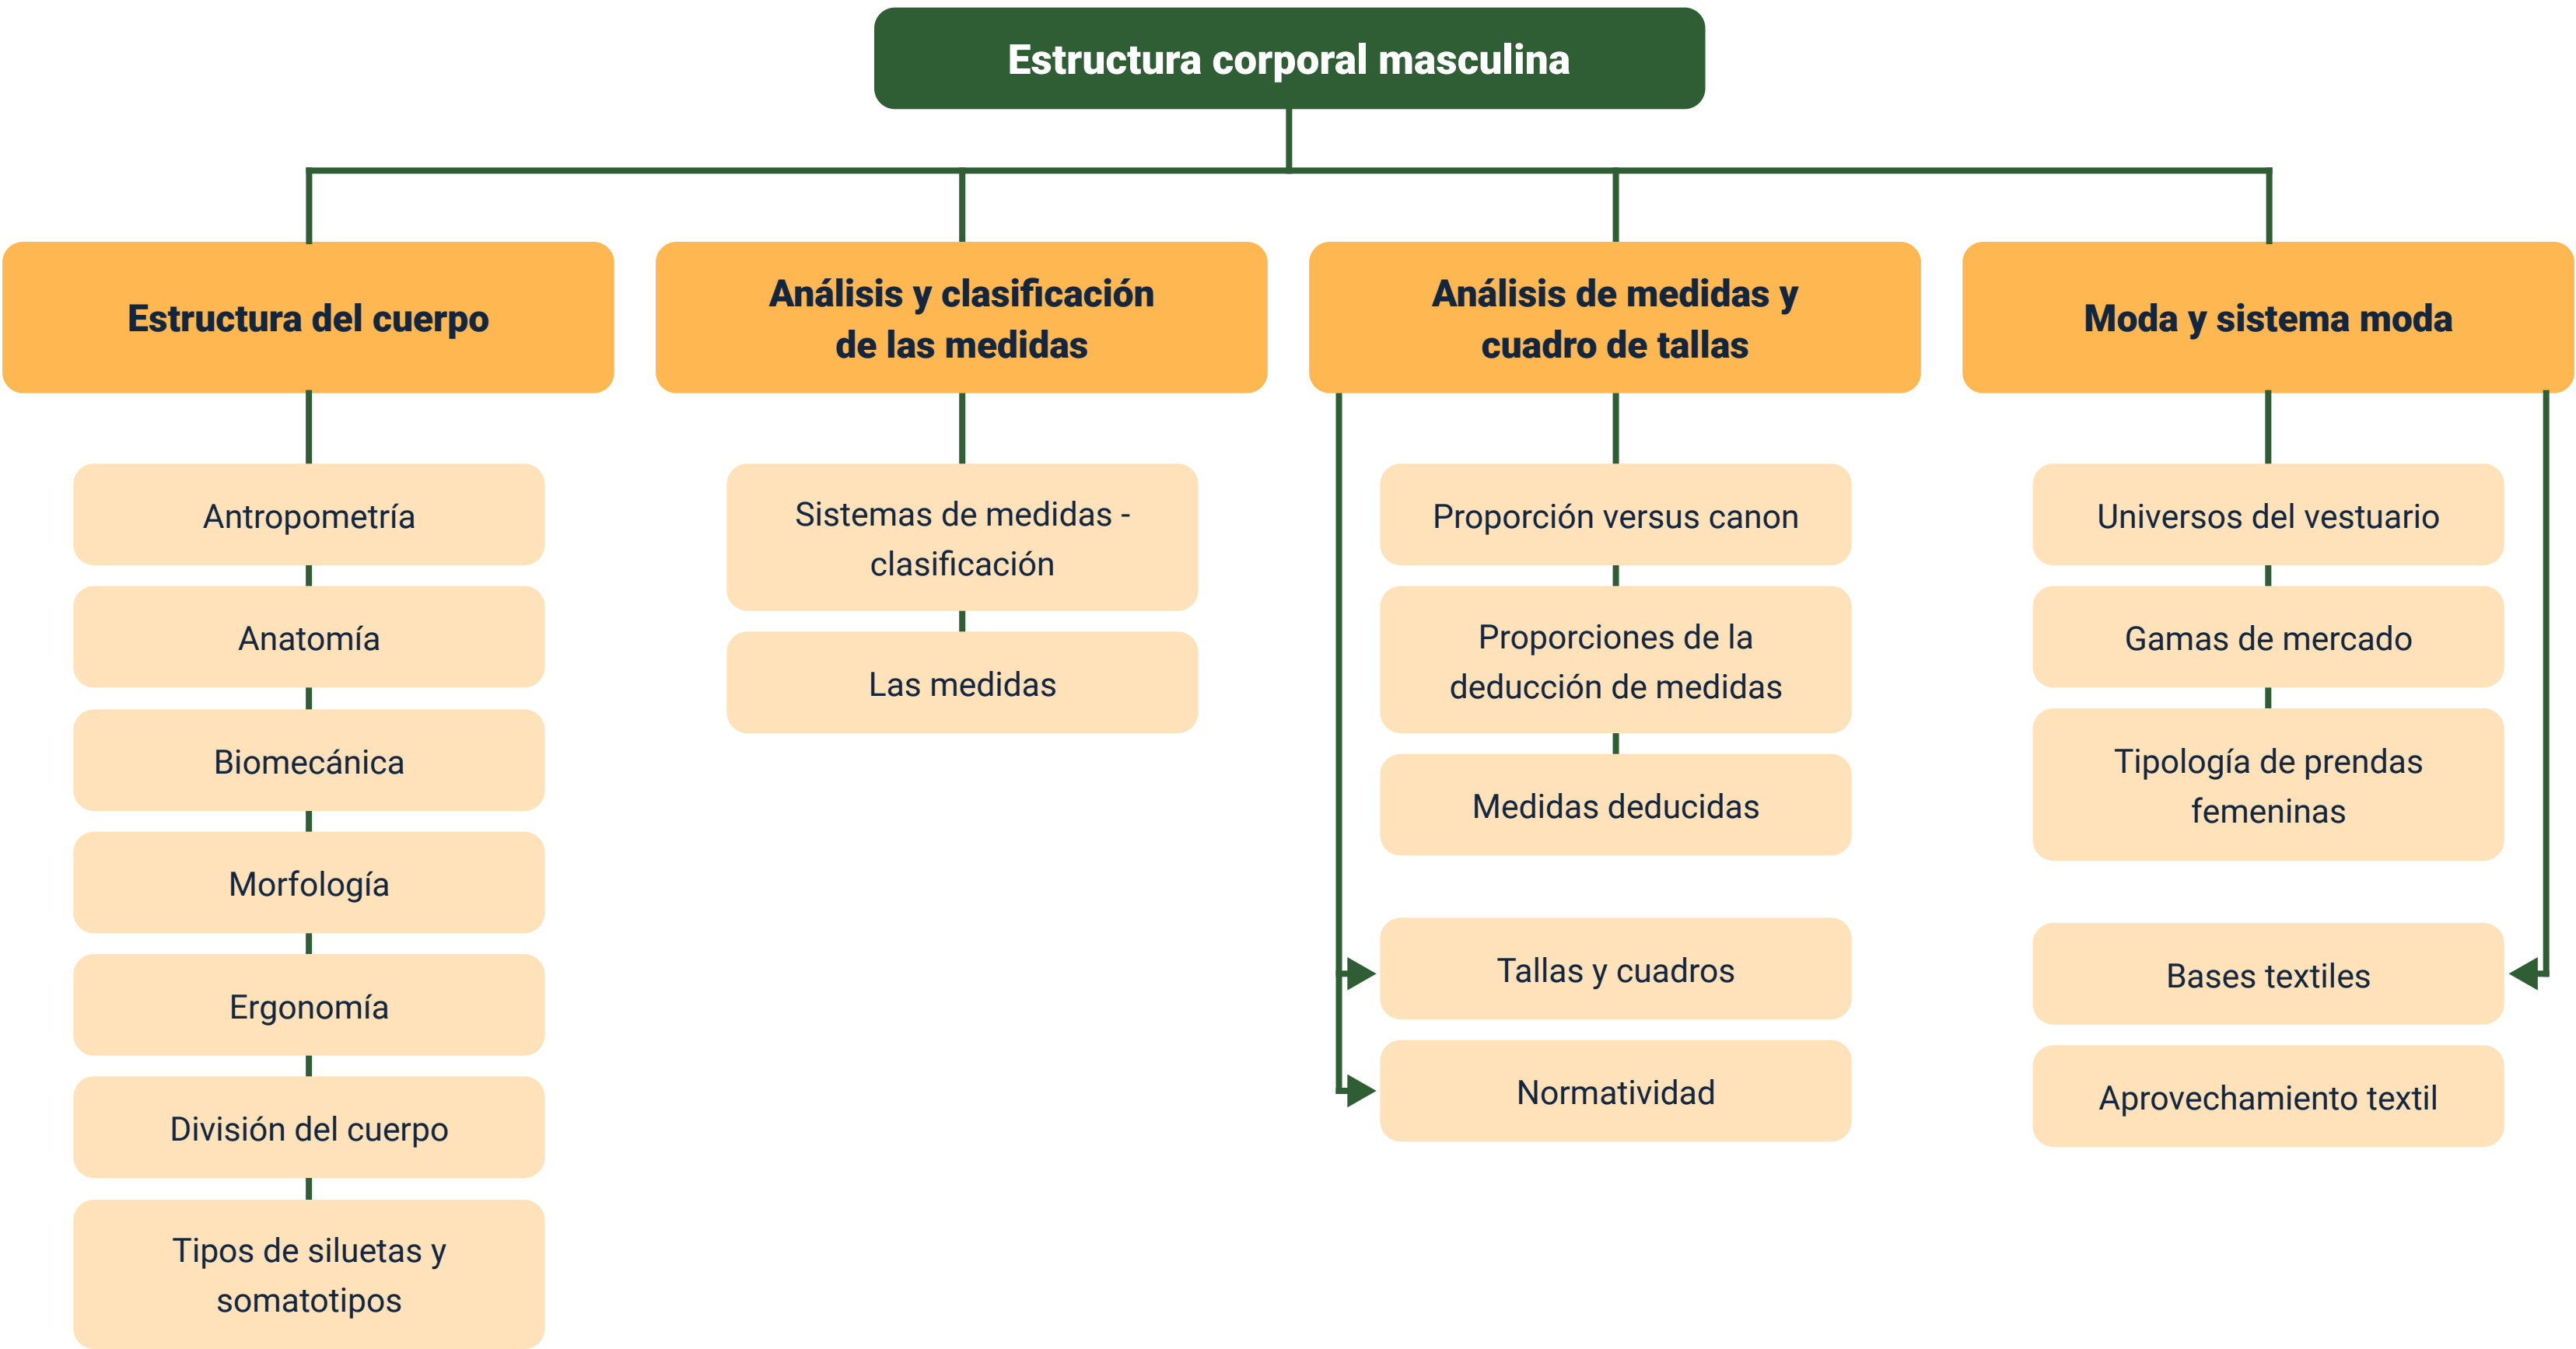 Estructura corporal masculina
Estructura del cuerpo
Antropometría
Anatomía
Biomecánica
Morfología
Ergonomía
División del cuerpo
Tipos de siluetas y
somatotipos
Análisis y clasificación
de las medidas
Sistemas de medidas -
clasificación
Las medidas
Análisis de medidas y
cuadro de tallas
Proporción versus canon
Proporciones de la
deducción de medidas
Medidas deducidas
Tallas y cuadros
Normatividad
Moda y sistema moda
Universos del vestuario
Gamas de mercado
Tipología de prendas
femeninas
Bases textiles
Aprovechamiento textil